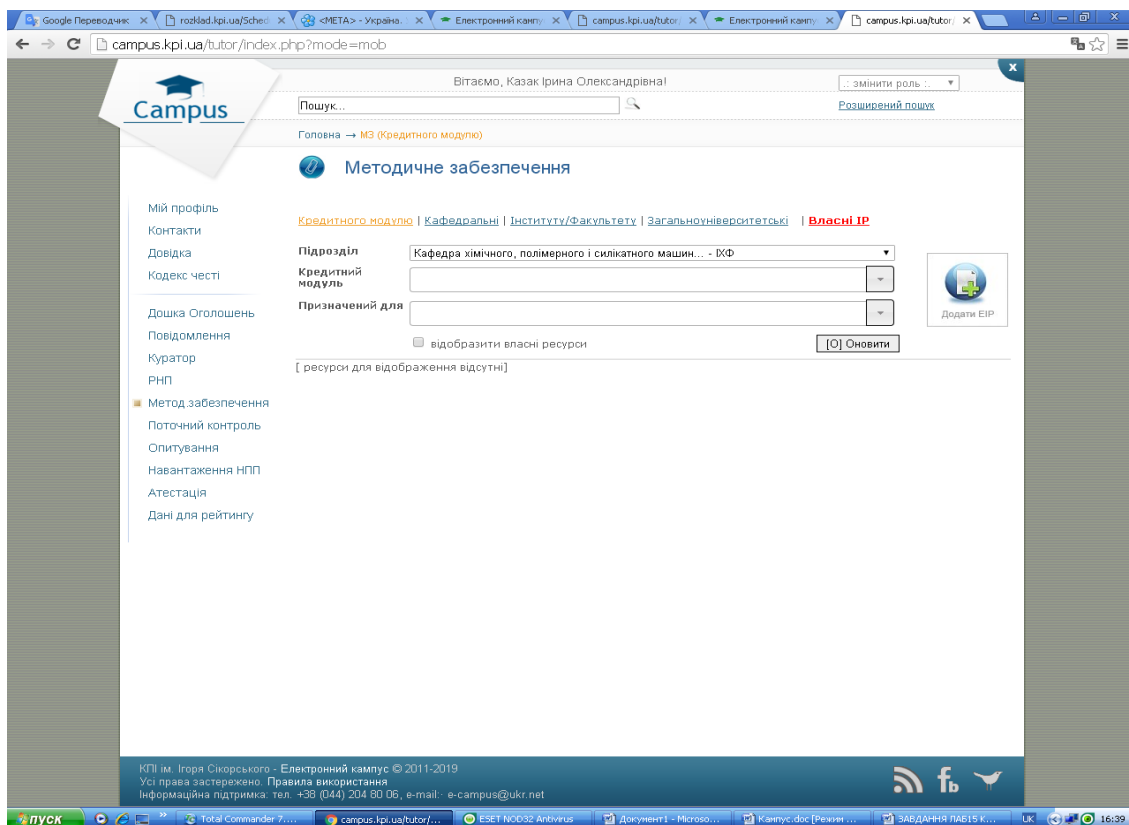 Google Переводчик
rozklad.kpi.ua/Sched
<META> - Україна.
Електронний кампу
campus.kpi.ua/tutor/
Електронний кампу
campus.kpi.ua/tutor/
campus.kpi.ua/tutor/index.php?mode=mob
x
Вітаємо, Казак Ірина Олександрівна!
.: змінити роль :.
Campus
Пошук...
Розширений пошук
Головна → МЗ (Кредитного модулю)
Методичне забезпечення
Мій профіль
Контакти
Довідка
Кодекс честі
Дошка Оголошень
Повідомлення
Куратор
РНП
Метод.забезпечення
Поточний контроль
Опитування
Навантаження НПП
Атестація
Дані для рейтингу
Кредитного модулю | Кафедральні | Інституту/Факультету | Загальноуніверситетські | Власні ІР
Підрозділ
Кафедра хімічного, полімерного і силікатного машин... - ІХФ
Кредитний модуль
Призначений для
Додати ЕІР
відобразити власні ресурси
[О] Оновити
[ ресурси для відображення відсутні]
КПІ ім. Ігоря Сікорського - Електронний кампус © 2011-2019
Усі права застережено. Правила використання
Інформаційна підтримка: тел. +38 (044) 204 80 06, e-mail:- e-campus@ukr.net
пуск
Total Commander 7....
campus.kpi.ua/tutor/...
ESET NOD32 Antivirus
Документ1 - Microso...
Кампус.doc [Режим ...
ЗАВДАННЯ ПАБ15 К...
UK
16:39